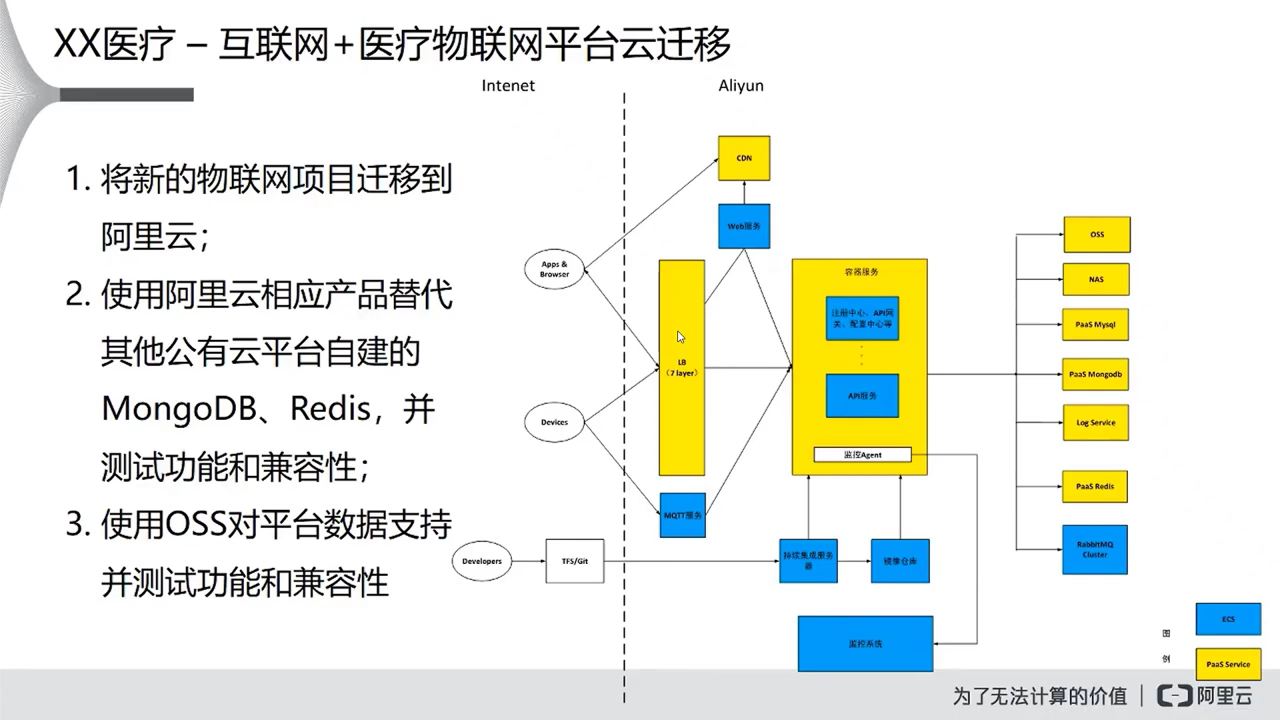 XX医疗 – 互联网+医疗物联网平台云迁移
Intenet
Aliyun
1. 将新的物联网项目迁移到
阿里云；
2. 使用阿里云相应产品替代
其他公有云平台自建的
MongoDB、Redis，并
测试功能和兼容性；
3. 使用OSS对平台数据支持
并测试功能和兼容性
CDN
Web服务
Apps &
Browser
LB
（7 layer）
Devices
MQTT服务
Developers
TFS/Git
容器服务
注册中心、API网
关、配置中心等
API服务
监控Agent
持续集成服务
器
镜像仓库
监控系统
OSS
NAS
PaaS Mysql
PaaS Mongodb
Log Service
PaaS Redis
RabbitMQ
Cluster
图
例
ECS
PaaS Service
为了无法计算的价值
阿里云